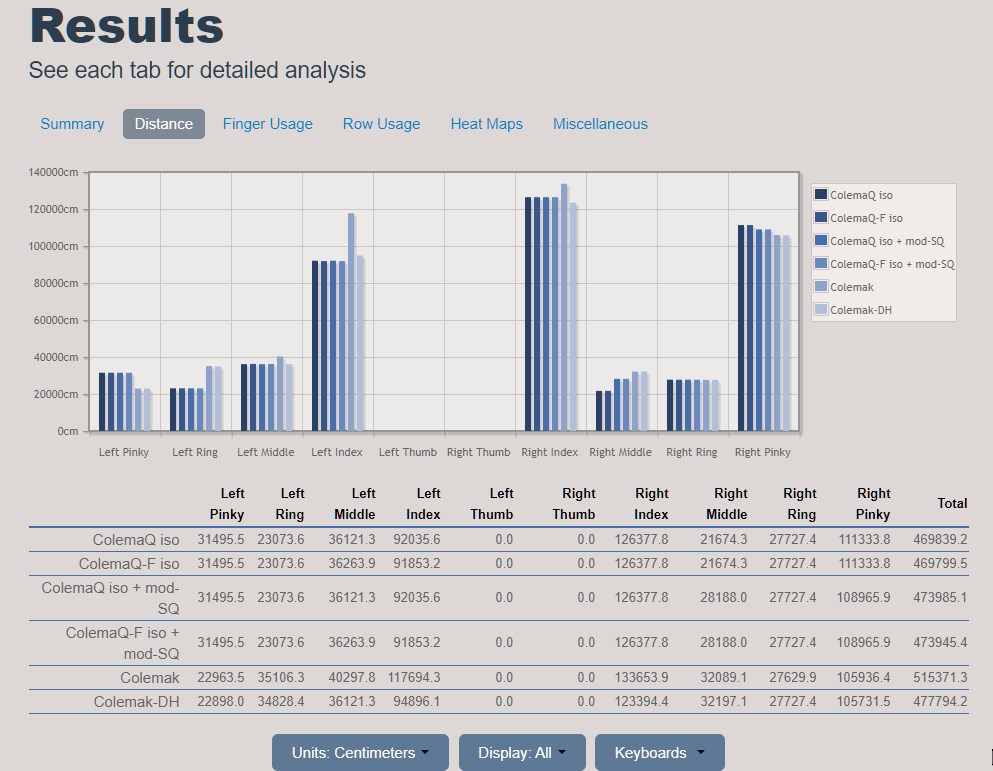 Results
See each tab for detailed analysis
Summary Distance Finger Usage Row Usage Heat Maps Miscellaneous
140000cm
120000cm
100000cm
80000cm
60000cm
40000cm
20000cm
0cm
Left Pinky Left Ring Left Middle Left Index Left Thumb Right Thumb Right Index Right Middle Right Ring Right Pinky
ColemaQ iso
ColemaQ-F iso
ColemaQ iso + mod-SQ
ColemaQ-F iso + mod-SQ
Colemak
Colemak-DH
Left Pinky Left Ring Left Middle Left Index Left Thumb Right Thumb Right Index Right Middle Right Ring Right Pinky Total
ColemaQ iso 31495.5 23073.6 36121.3 92035.6 0.0 0.0 126377.8 21674.3 27727.4 111333.8 469839.2
ColemaQ-F iso 31495.5 23073.6 36263.9 91853.2 0.0 0.0 126377.8 21674.3 27727.4 111333.8 469799.5
ColemaQ iso + mod-
SQ 31495.5 23073.6 36121.3 92035.6 0.0 0.0 126377.8 28188.0 27727.4 108965.9 473985.1
ColemaQ-F iso +
mod-SQ 31495.5 23073.6 36263.9 91853.2 0.0 0.0 126377.8 28188.0 27727.4 108965.9 473945.4
Colemak 22963.5 35106.3 40297.8 117694.3 0.0 0.0 133653.9 32089.1 27629.9 105936.4 515371.3
Colemak-DH 22898.0 34828.4 36121.3 94896.1 0.0 0.0 123394.4 32197.1 27727.4 105731.5 477794.2
Units: Centimeters Display: All Keyboards